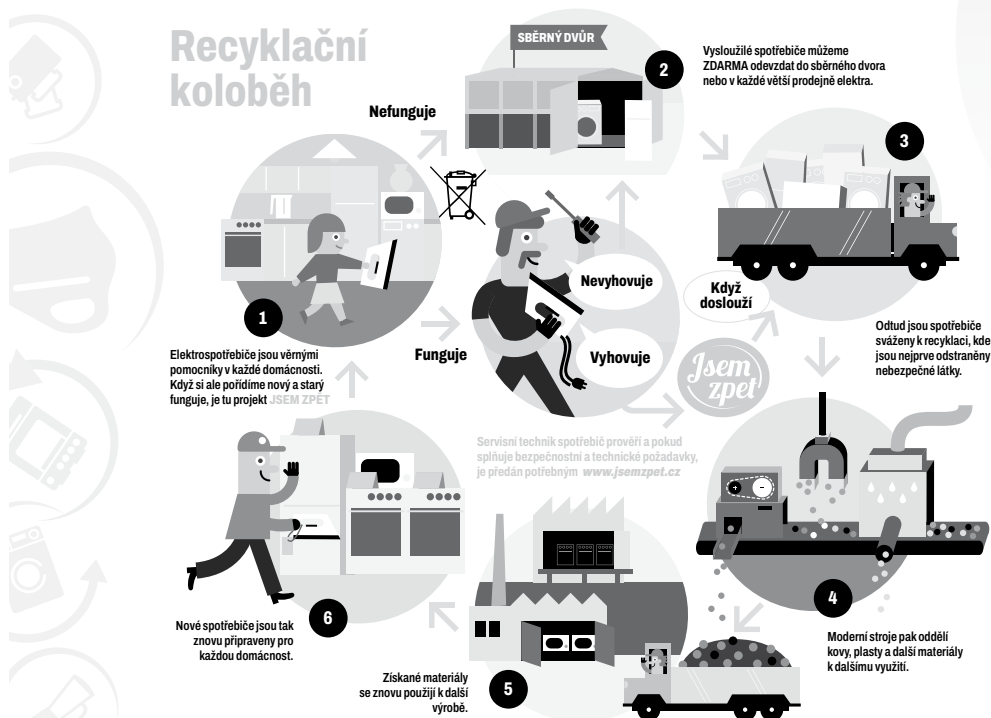 Recyklační
koloběh
Nefunguje
SBĚRNÝ DVŮR
2
Vysloužilé spotřebiče můžeme
ZDARMA odevzdat do sběrného dvora
nebo v každé větší prodejně elektra.
3
Nevyhovuje
Když
doslouží
1
Funguje
Vyhovuje
Jsem
zpet
Odtud jsou spotřebiče
sváženy k recyklaci, kde
jsou nejprve odstraněny
nebezpečné látky.
Elektrospotřebiče jsou věrnými
pomocníky v každé domácnosti.
Když si ale pořídíme nový a starý
funguje, je tu projekt JSEM ZPĚT
Servisní technik spotřebič prověří a pokud
splňuje bezpečnostní a technické požadavky,
je předán potřebným www.jsemzpet.cz
4
Moderní stroje pak oddělí
kovy, plasty a další materiály
k dalšímu využití.
6
Nové spotřebiče jsou tak
znovu připraveny pro
každou domácnost.
5
Získané materiály
se znovu použijí k další
výrobě.